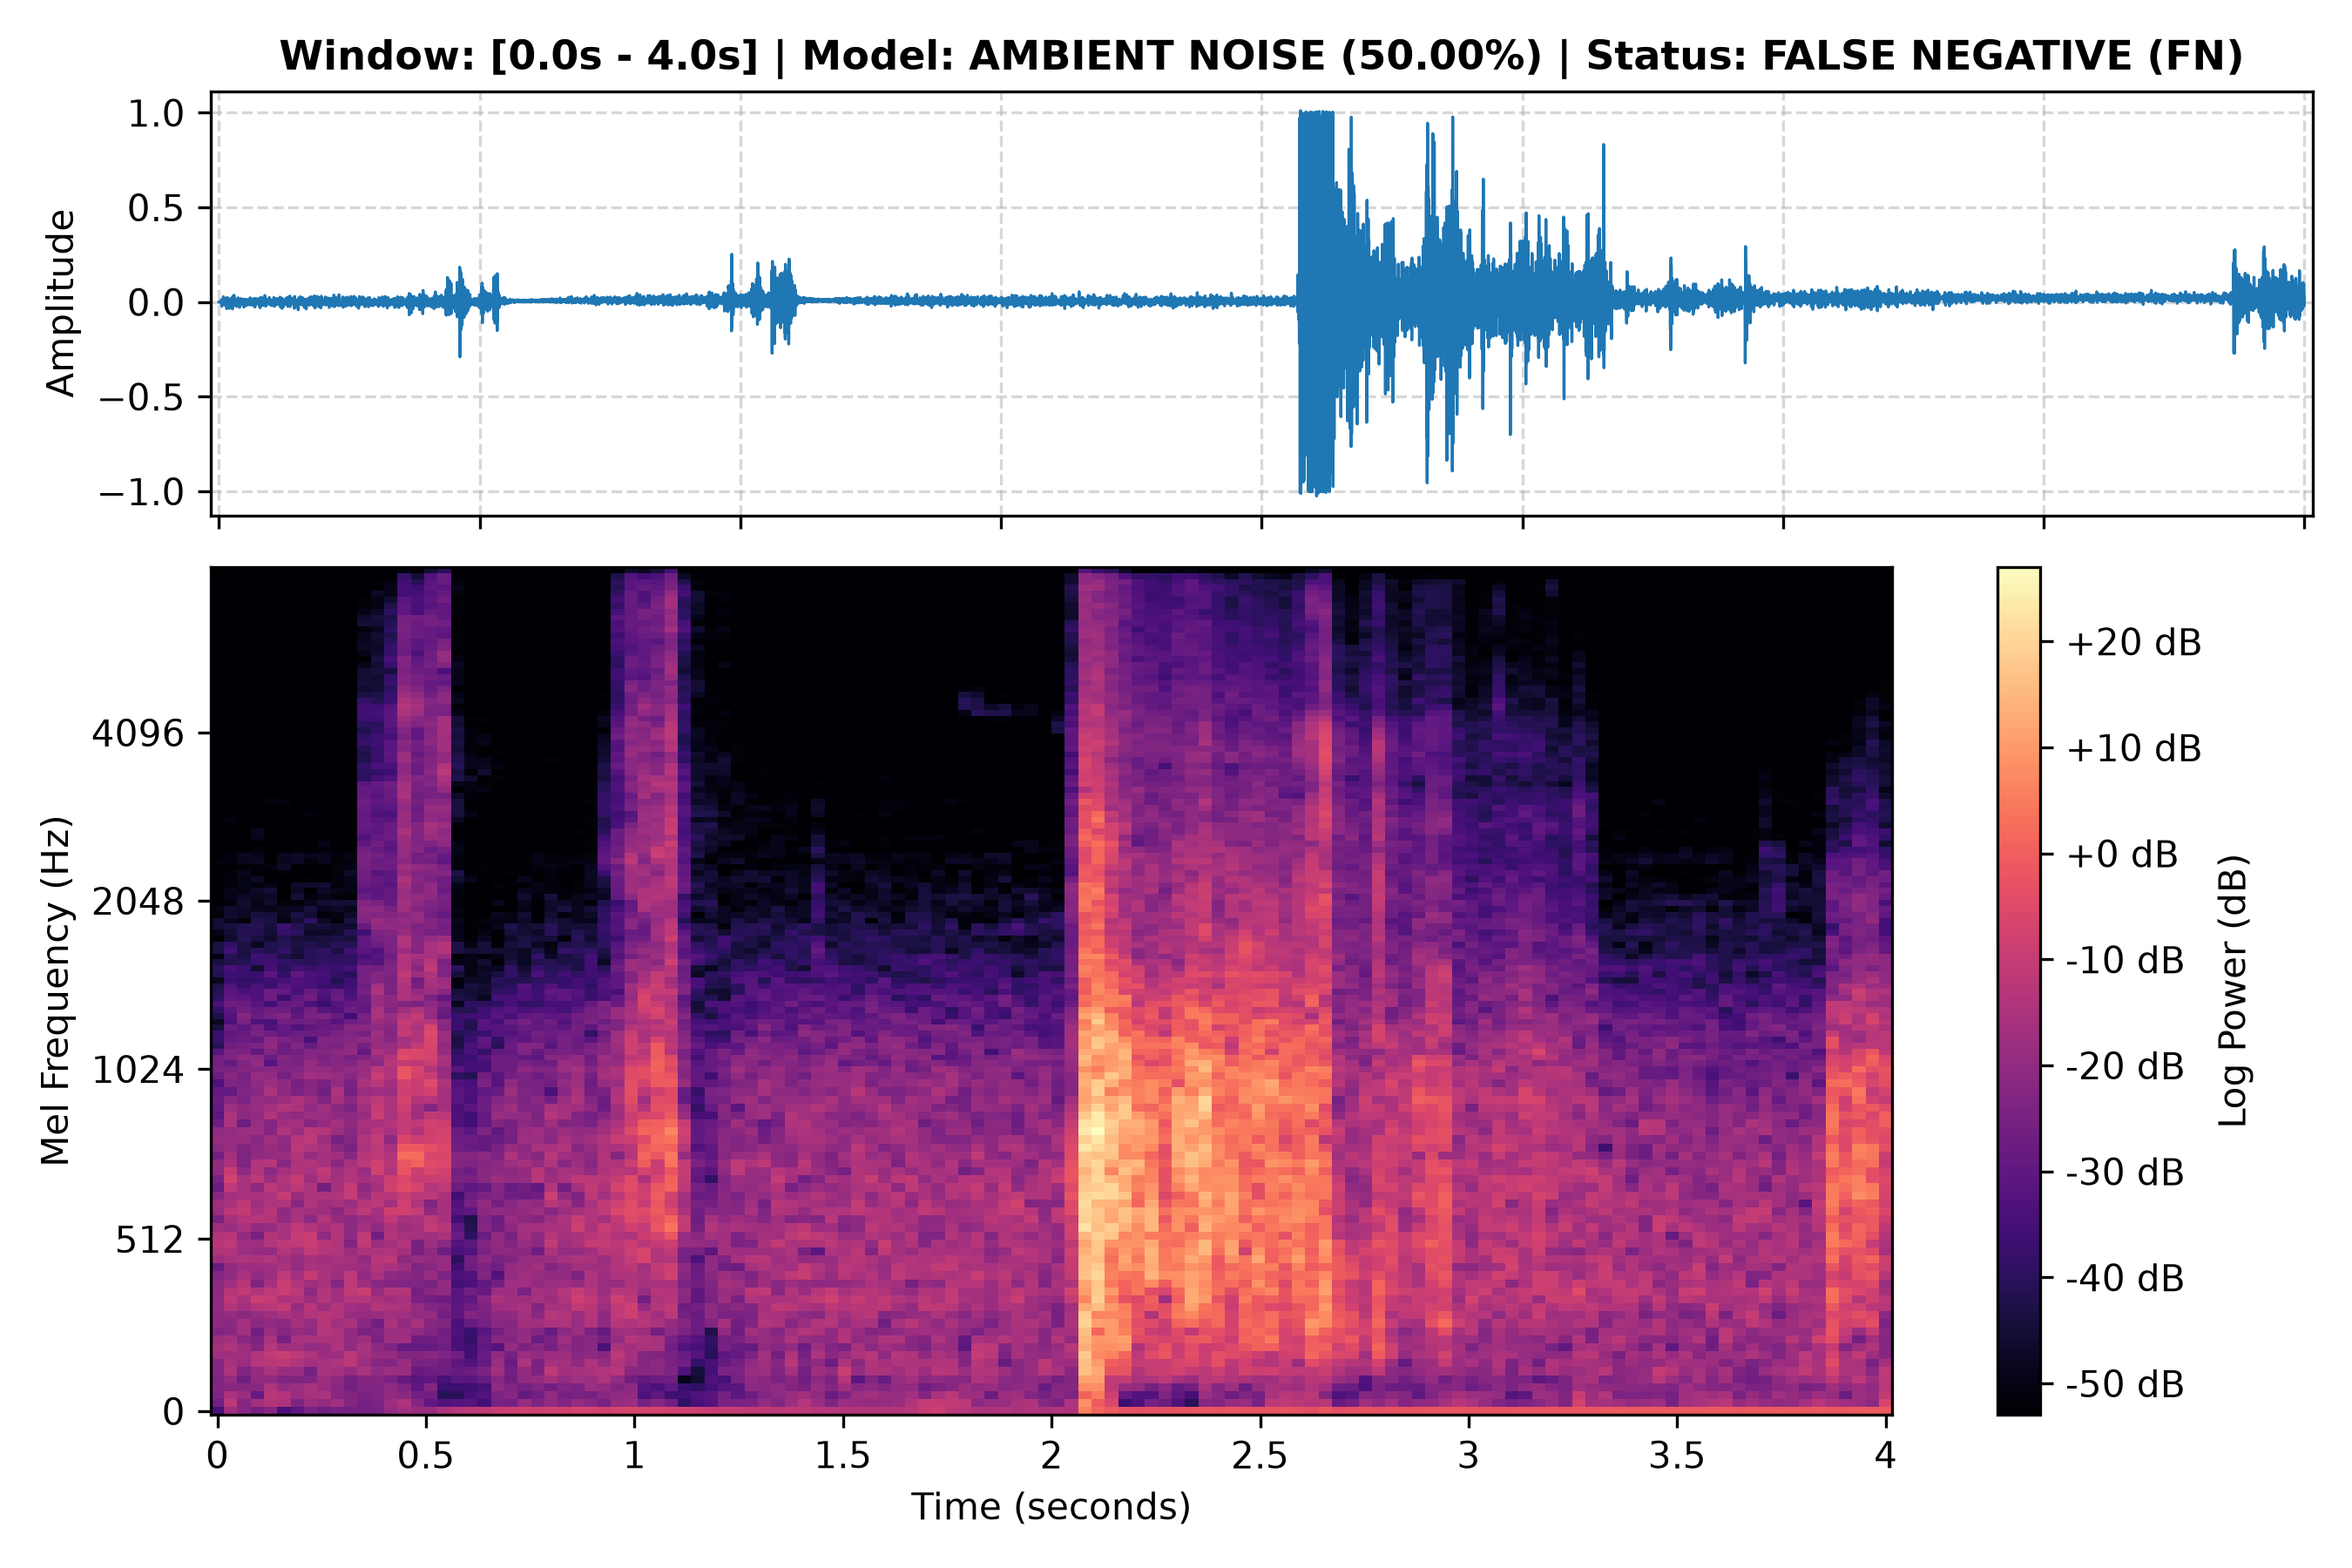 Window: [0.0s - 4.0s] | Model: AMBIENT NOISE (50.00%) | Status: FALSE NEGATIVE (FN)
1.0
0.5
0.0
−0.5
−1.0
Amplitude
4096
2048
1024
512
0
Mel Frequency (Hz)
0
0.5
1
1.5
2
2.5
3
3.5
4
Time (seconds)
+20 dB
+10 dB
+0 dB
-10 dB
-20 dB
-30 dB
-40 dB
-50 dB
Log Power (dB)